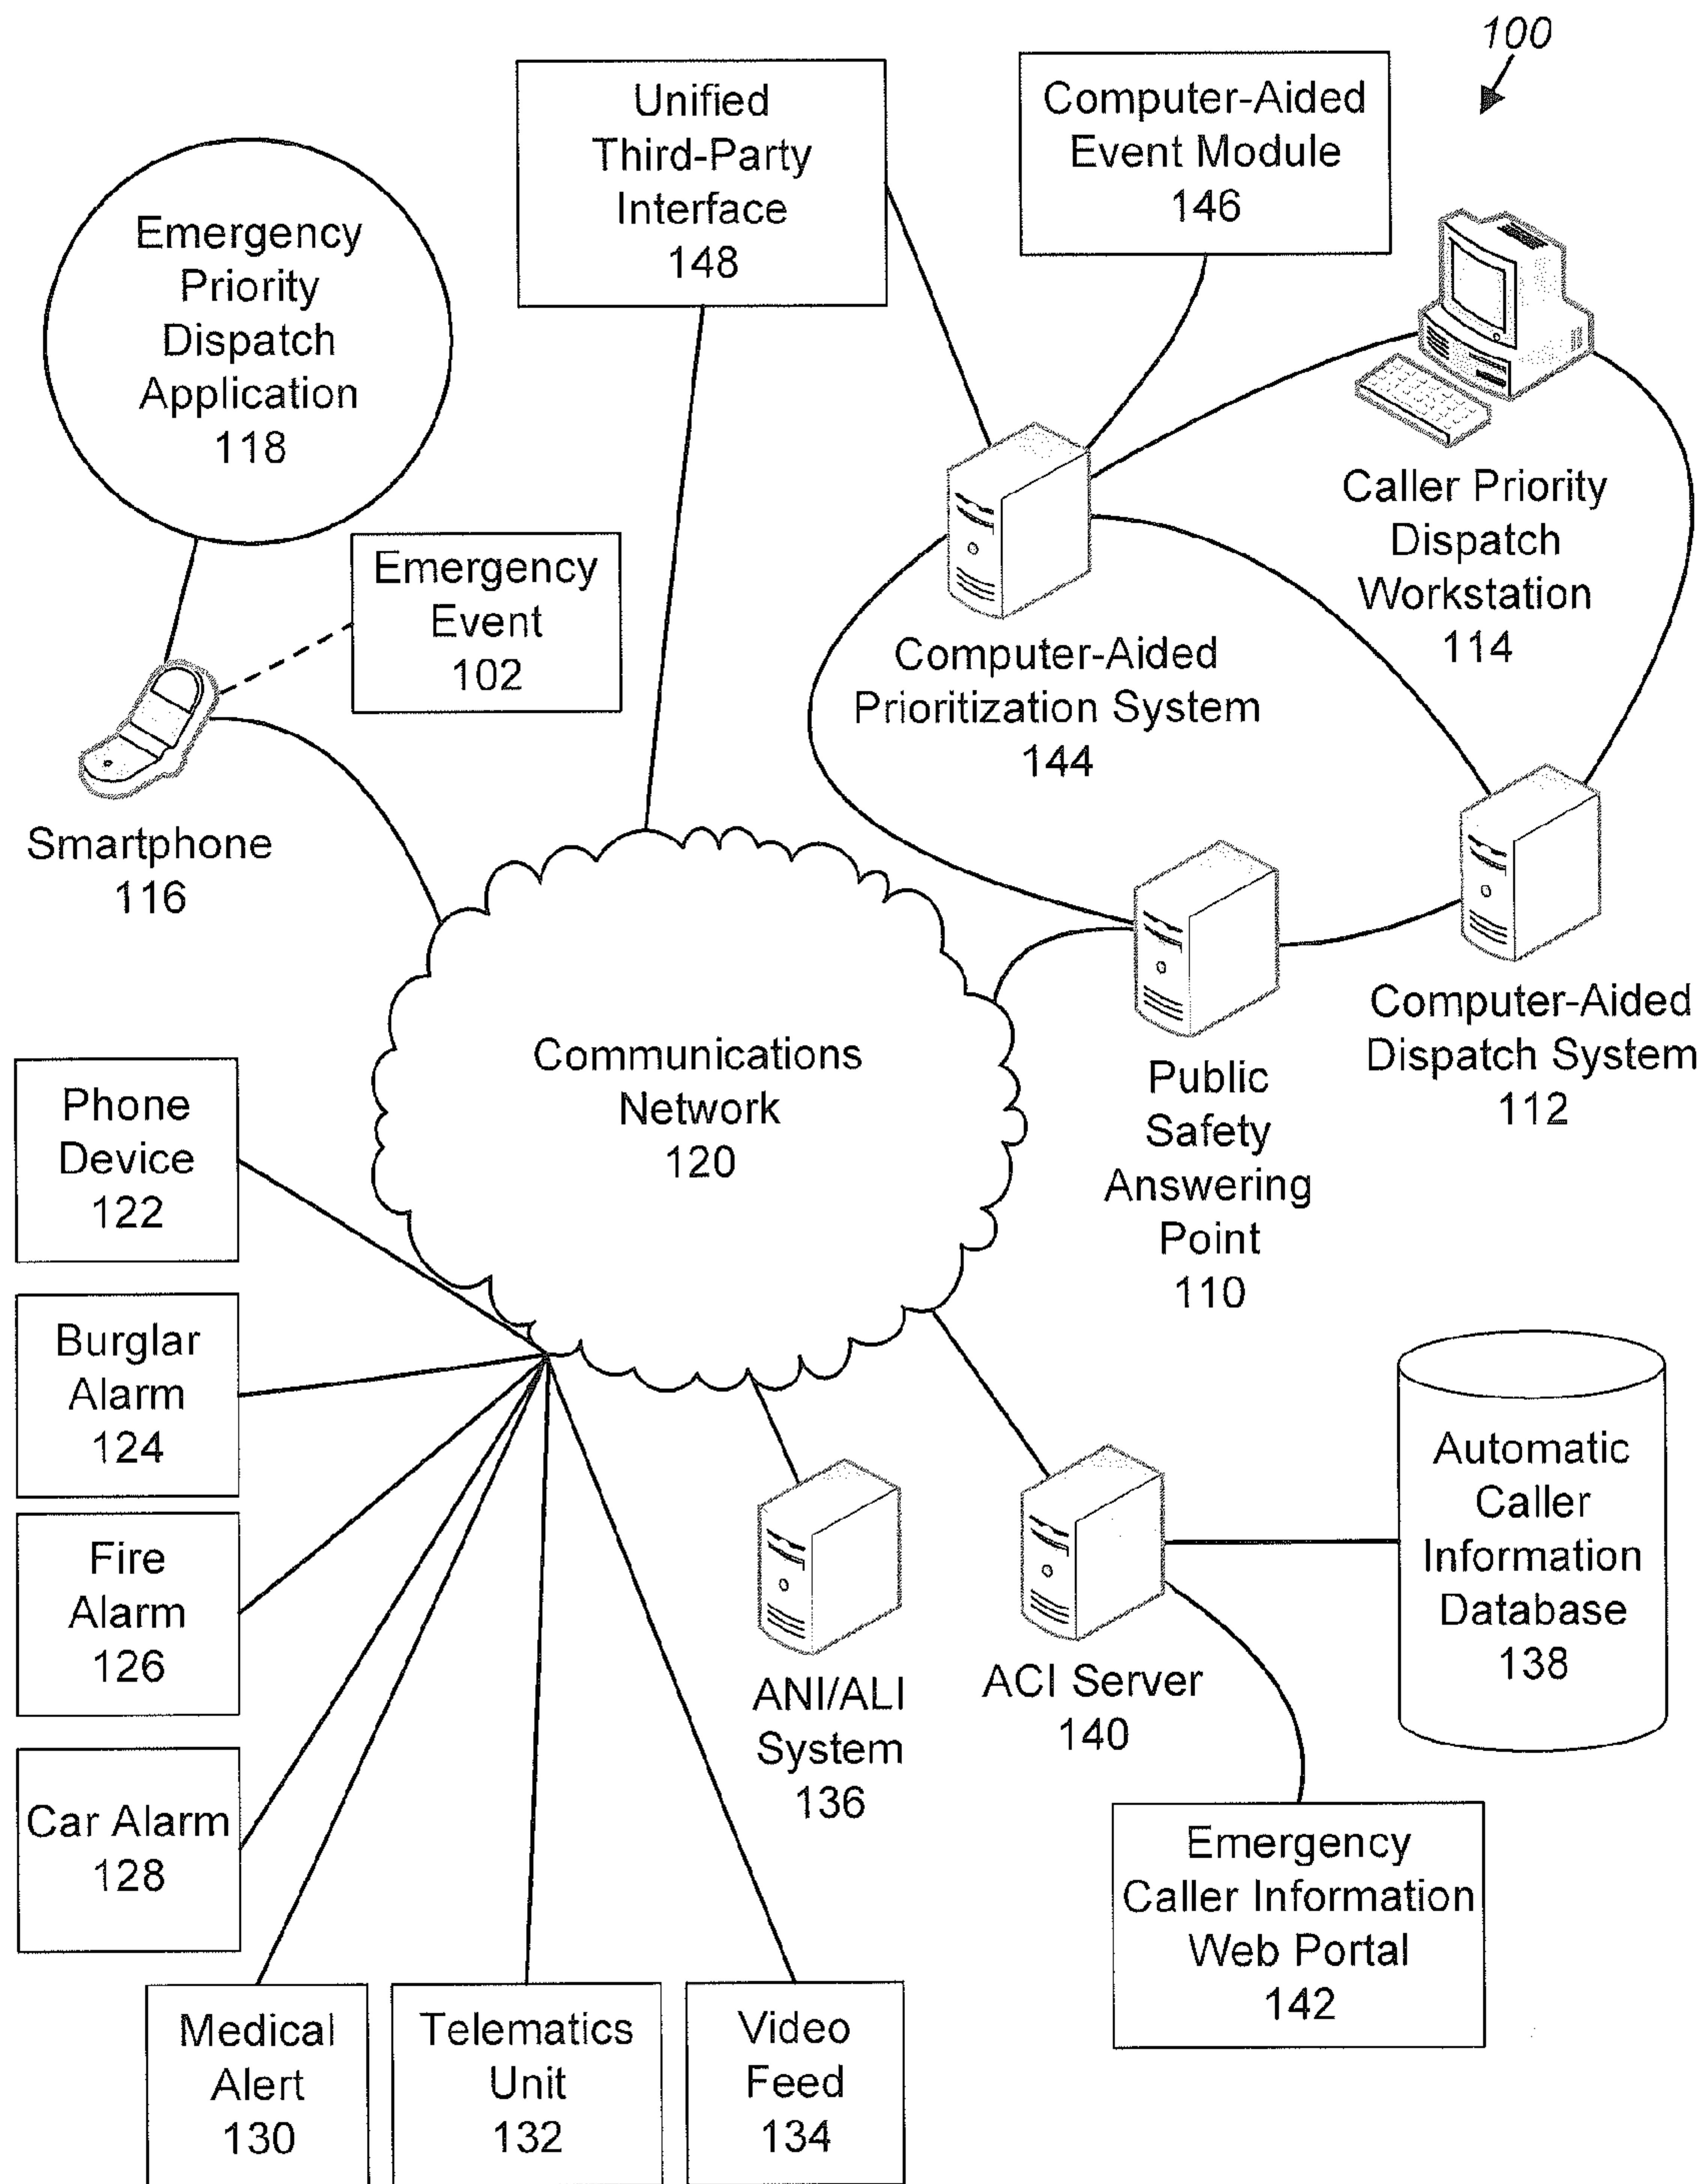 100
Unified
Third-Party
Interface
148
Computer-Aided
Event Module
146
Emergency
Priority
Dispatch
Application
118
Caller Priority
Dispatch
Workstation
114
Emergency
Event
102
Computer-Aided
Prioritization System
144
Smartphone
116
Communications
Network
120
Public
Safety
Answering
Point
110
Computer-Aided
Dispatch System
112
Phone
Device
122
Burglar
Alarm
124
Fire
Alarm
126
Car Alarm
128
Medical
Alert
130
Telematics
Unit
132
Video
Feed
134
ANI/ALI
System
136
ACI Server
140
Automatic
Caller
Information
Database
138
Emergency
Caller Information
Web Portal
142